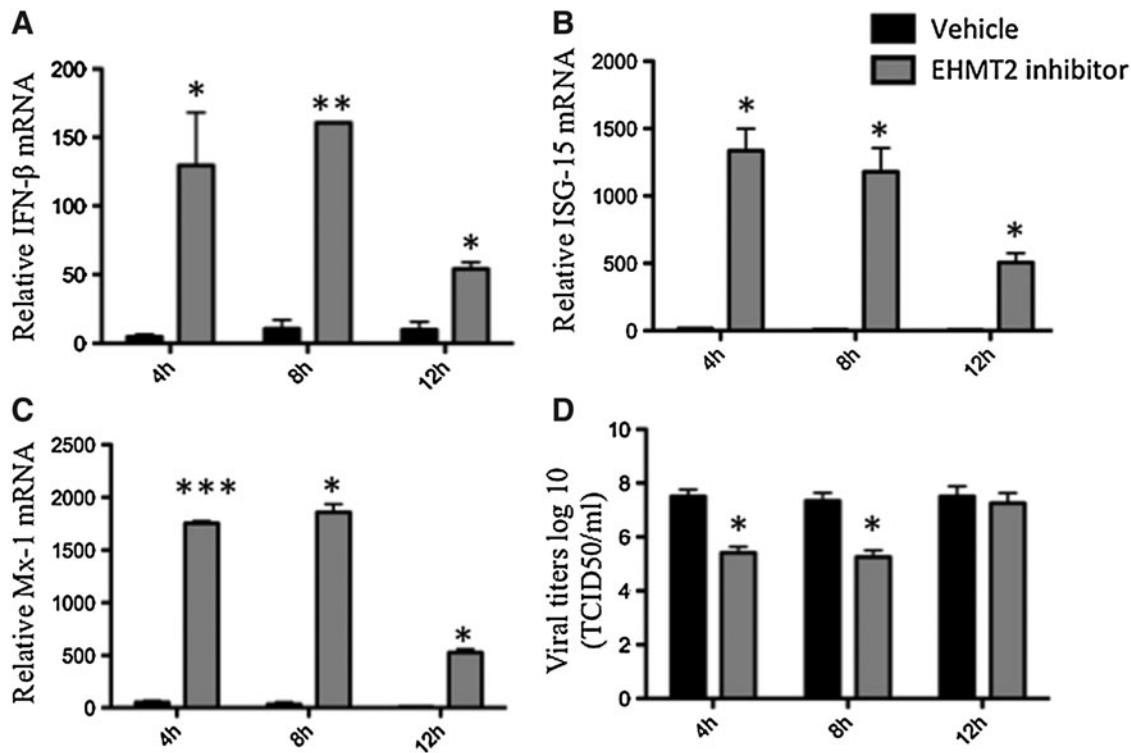 A
Relative IFN-β mRNA
200
150
100
50
0
*
**
*
4h
8h
12h
B
Vehicle
EHMT2 inhibitor
Relative ISG-15 mRNA
2000
1500
1000
500
0
*
*
*
4h
8h
12h
C
Relative Mx-1 mRNA
2500
2000
1500
1000
500
0
***
*
*
4h
8h
12h
D
Viral titers log 10
(TCID50/ml)
10
8
6
4
2
0
*
*
4h
8h
12h